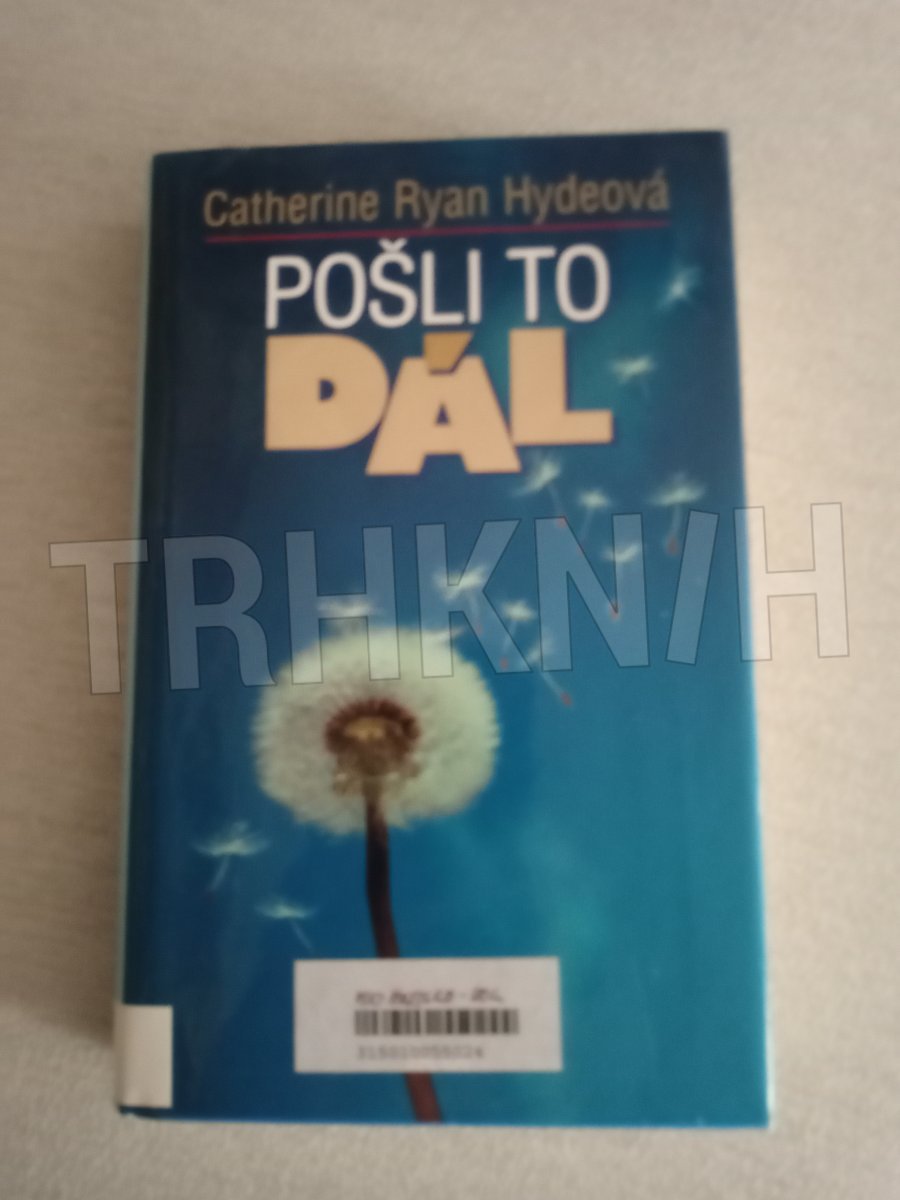 Catherine Ryan Hydeová
POŠLI TO
DÁL
TRHKNIH